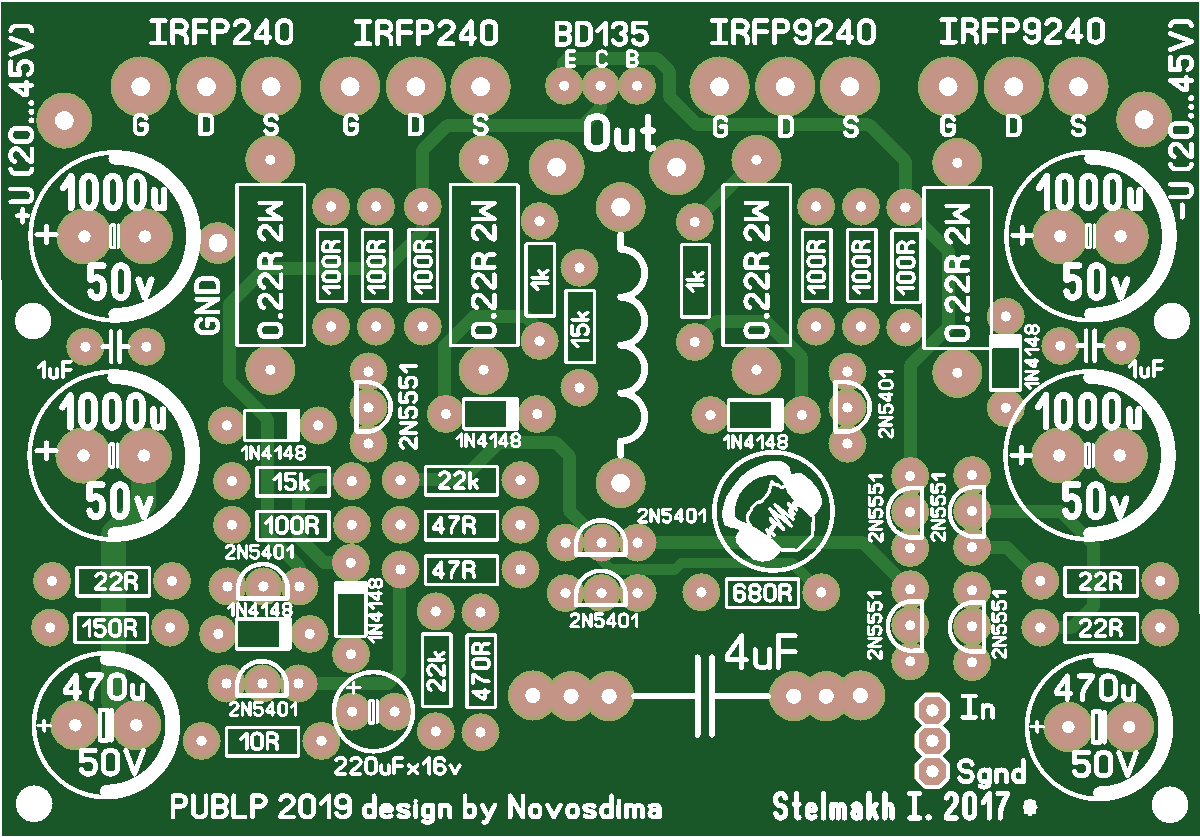 IRFP240
IRFP240
BD135
IRFP9240
IRFP9240
E C B
+U (20...45V)
-U (20...45V)
G D S
G D S
G D S
G D S
Out
1000u
+
50v
GND
0.22R 2M
100R
100R
100R
0.22R 2M
1k
15k
1k
0.22R 2M
100R
100R
100R
0.22R 2M
1000u
+
50v
1uF
1N4148
1uF
2N5551
2N5401
1000u
+
50v
1N4148
1N4148
1N4148
1000u
+
50v
15k
22k
2N5551
2N5551
100R
47R
2N5401
2N5401
47R
22R
1N4148
1N4148
680R
22R
150R
2N5401
2N5551
2N5551
22R
22k
470R
4uF
470u
+
50V
2N5401
+
10R
220uFx16v
In
Sgnd
470u
+
50V
PUBLP 2019 design by Novosdima
Stelmakh I. 2017 *